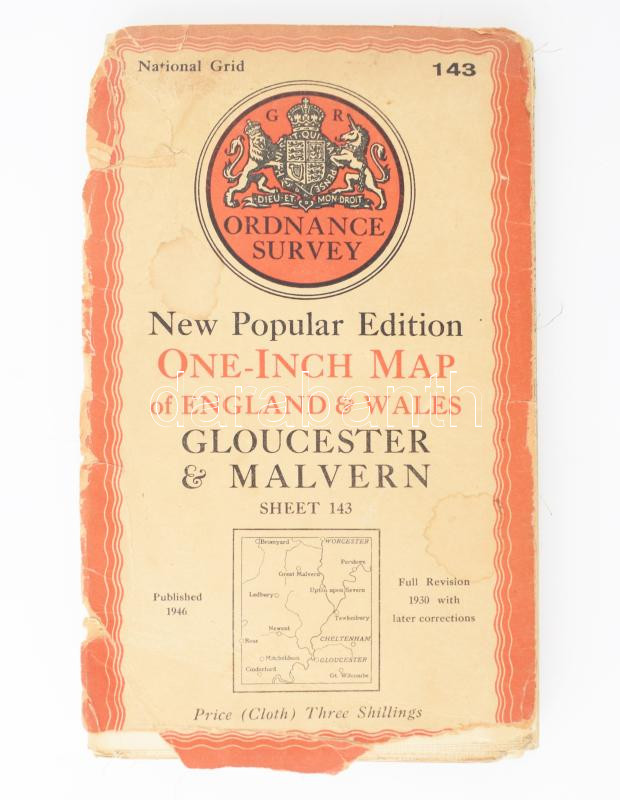 National Grid
143
G R
DIEU ET MON DROIT
ORDNANCE
SURVEY
New Popular Edition
ONE-INCH MAP
of ENGLAND & WALES
darabanth
GLOUCESTER
& MALVERN
SHEET 143
Bromyard
WORCESTER
Pershore
Great Malvern
Ledbury
Upton upon Severn
Tewkesbury
Newent
Ross
CHELTENHAM
Mitcheldean
GLOUCESTER
Cinderford
Gt. Witcombe
Published
1946
Full Revision
1930 with
later corrections
Price (Cloth) Three Shillings